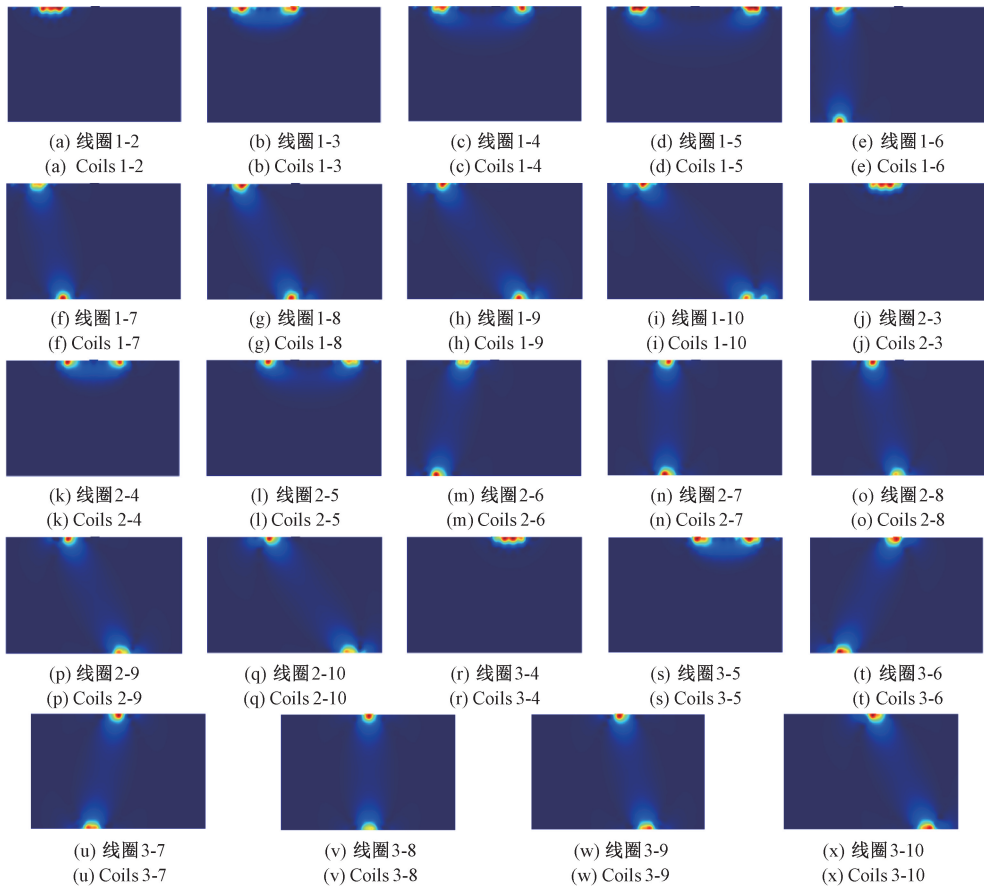 (a) 线圈1-2 (b) 线圈1-3 (c) 线圈1-4 (d) 线圈1-5 (e) 线圈1-6
(a) Coils 1-2 (b) Coils 1-3 (c) Coils 1-4 (d) Coils 1-5 (e) Coils 1-6
(f) 线圈1-7 (g) 线圈1-8 (h) 线圈1-9 (i) 线圈1-10 (j) 线圈2-3
(f) Coils 1-7 (g) Coils 1-8 (h) Coils 1-9 (i) Coils 1-10 (j) Coils 2-3
(k) 线圈2-4 (l) 线圈2-5 (m) 线圈2-6 (n) 线圈2-7 (o) 线圈2-8
(k) Coils 2-4 (l) Coils 2-5 (m) Coils 2-6 (n) Coils 2-7 (o) Coils 2-8
(p) 线圈2-9 (q) 线圈2-10 (r) 线圈3-4 (s) 线圈3-5 (t) 线圈3-6
(p) Coils 2-9 (q) Coils 2-10 (r) Coils 3-4 (s) Coils 3-5 (t) Coils 3-6
(u) 线圈3-7 (v) 线圈3-8 (w) 线圈3-9 (x) 线圈3-10
(u) Coils 3-7 (v) Coils 3-8 (w) Coils 3-9 (x) Coils 3-10